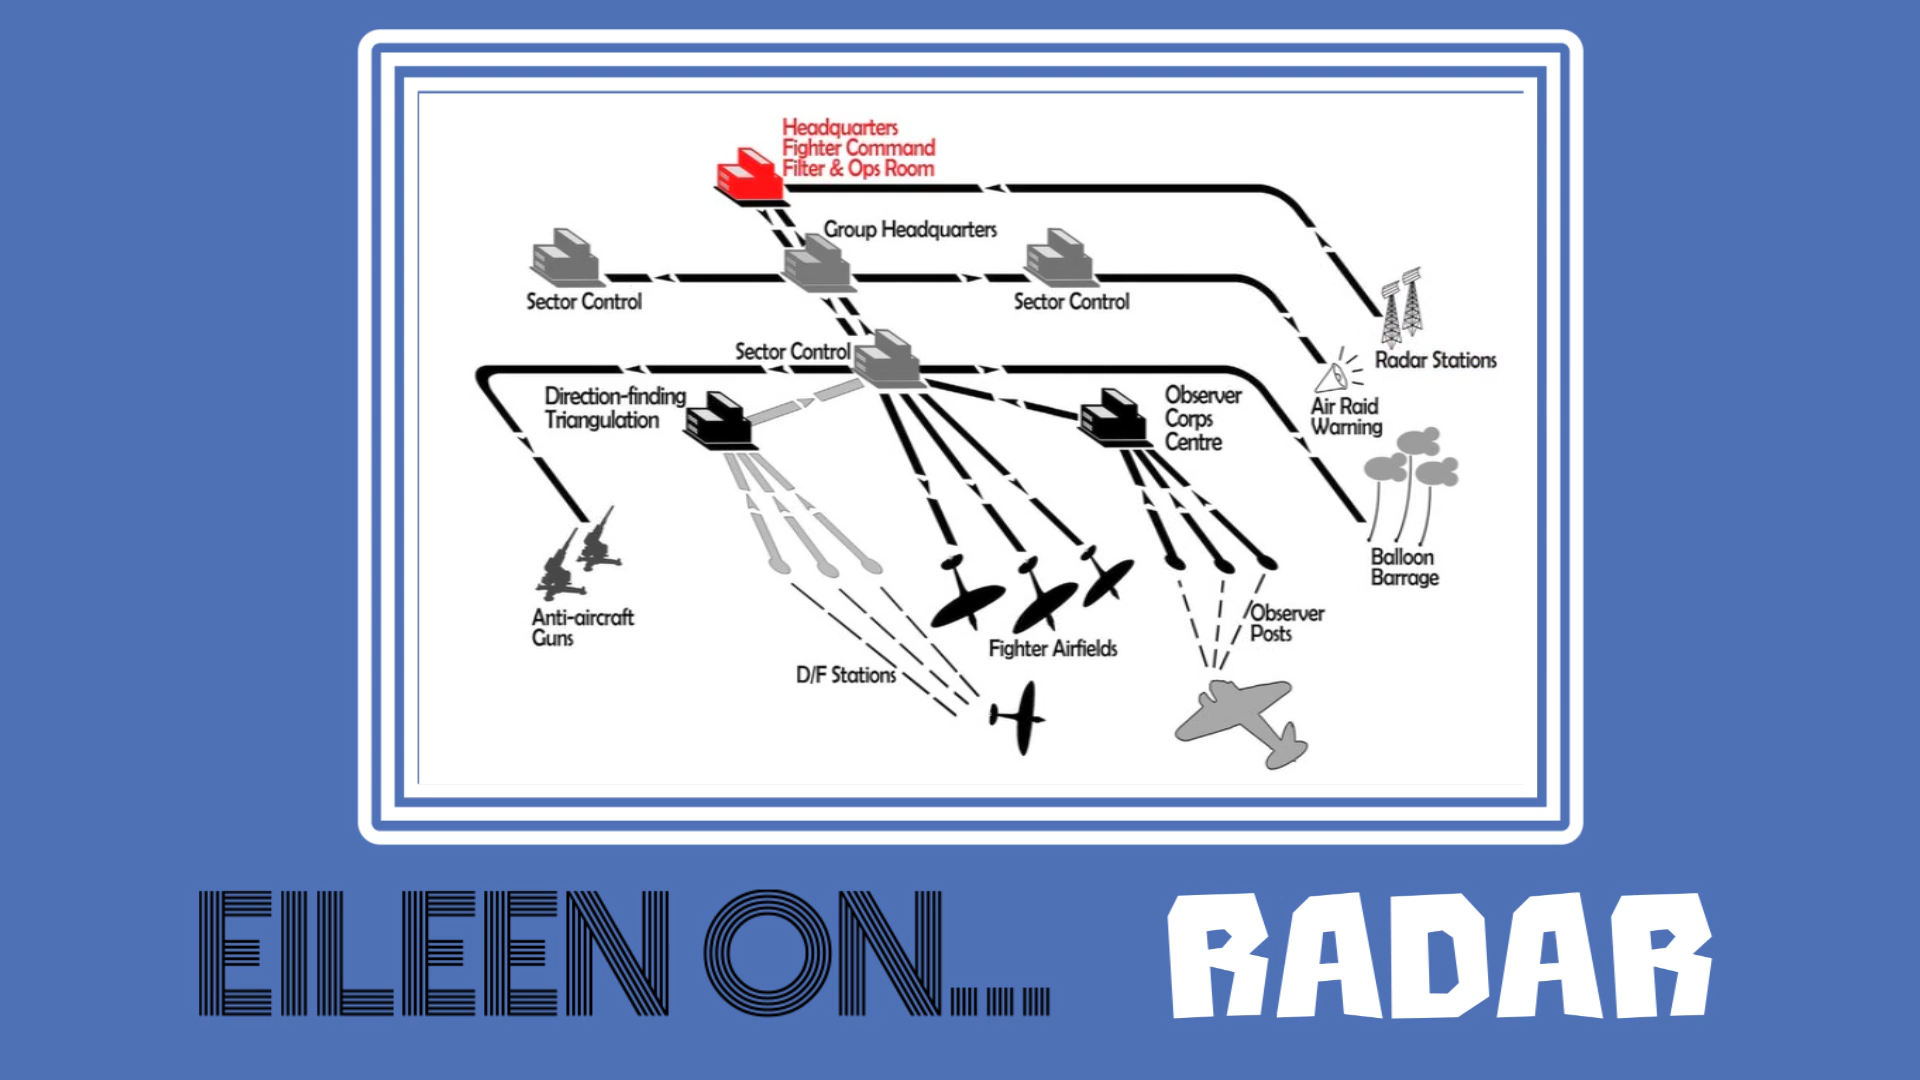 Headquarters
Fighter Command
Filter & Ops Room
Group Headquarters
Sector Control
Sector Control
Sector Control
Radar Stations
Direction-finding
Triangulation
Observer
Corps
Centre
Air Raid
Warning
Balloon
Barrage
Anti-aircraft
Guns
Observer
Posts
Fighter Airfields
D/F Stations
EILEEN ON... RADAR